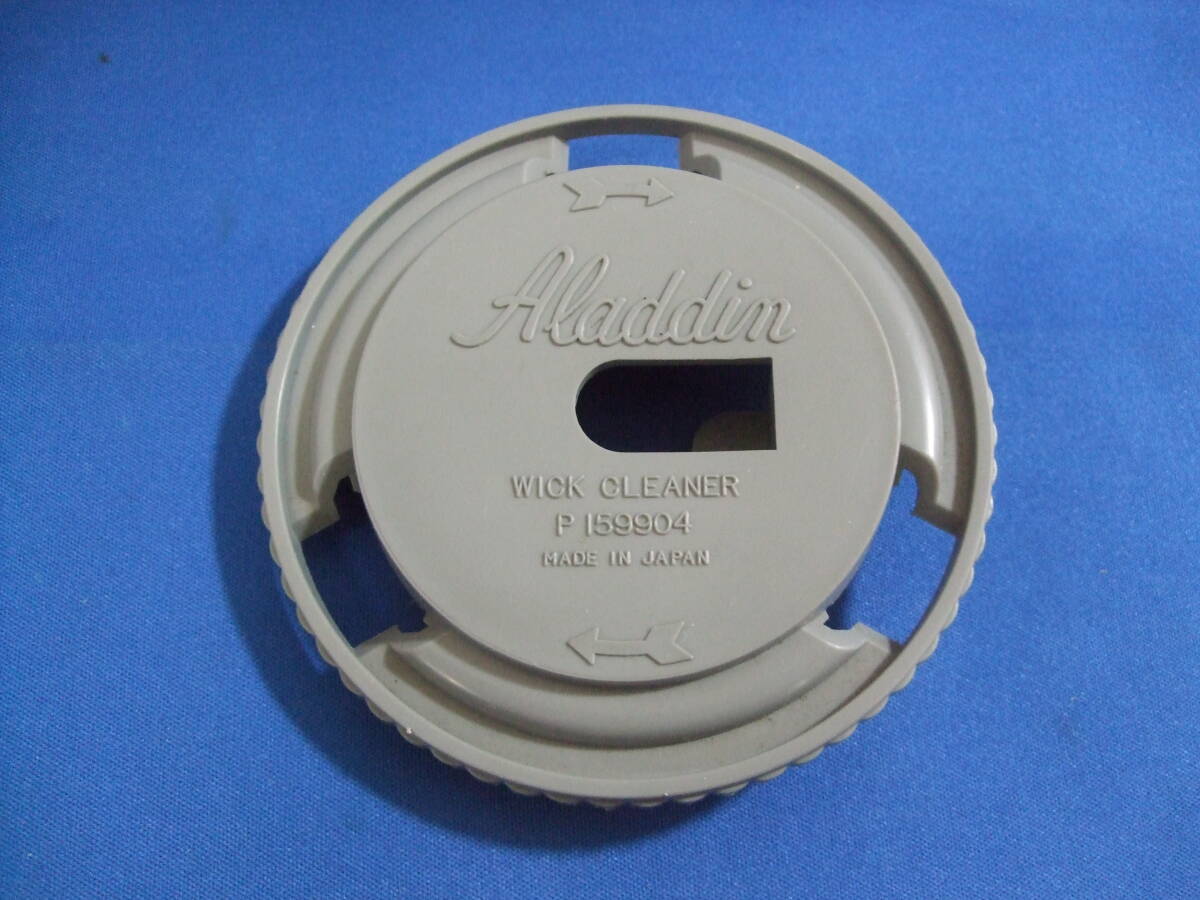 Aladdin
WICK CLEANER
P 159904
MADE IN JAPAN